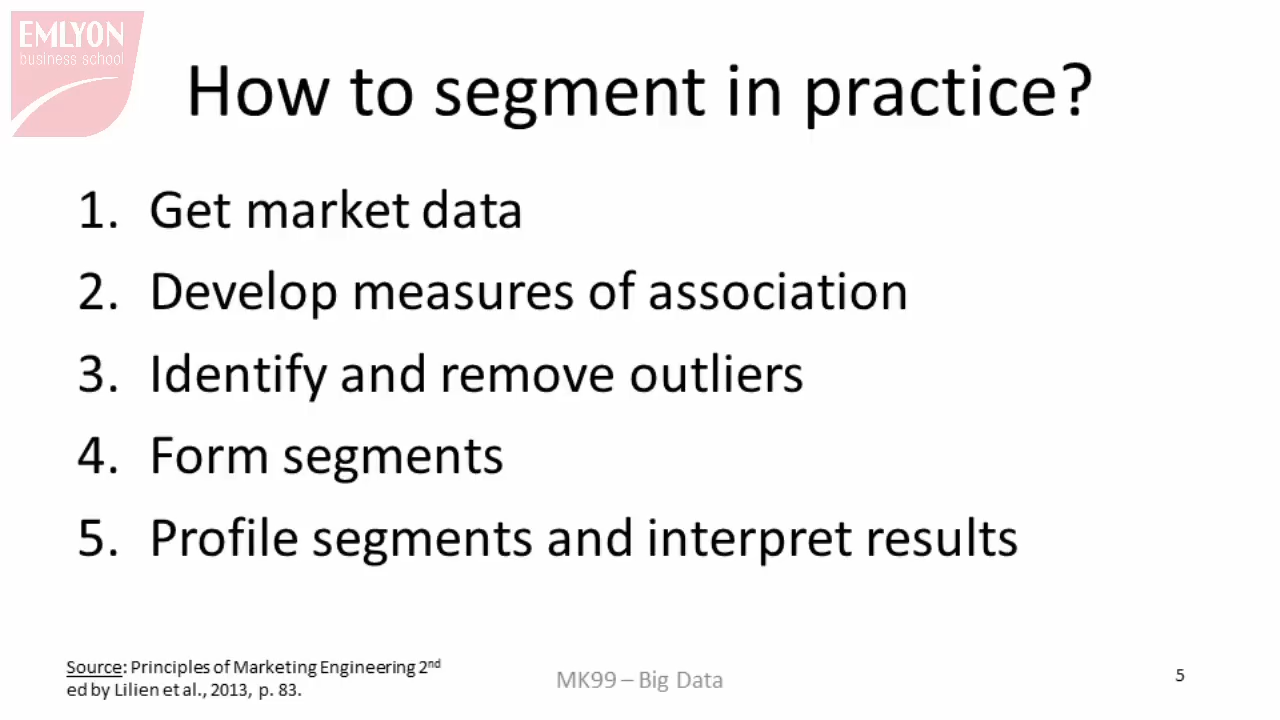 EMLYON
business school
How to segment in practice?
1. Get market data
2. Develop measures of association
3. Identify and remove outliers
4. Form segments
5. Profile segments and interpret results
Source: Principles of Marketing Engineering 2nd
ed by Lilien et al., 2013, p. 83.
MK99 – Big Data
5